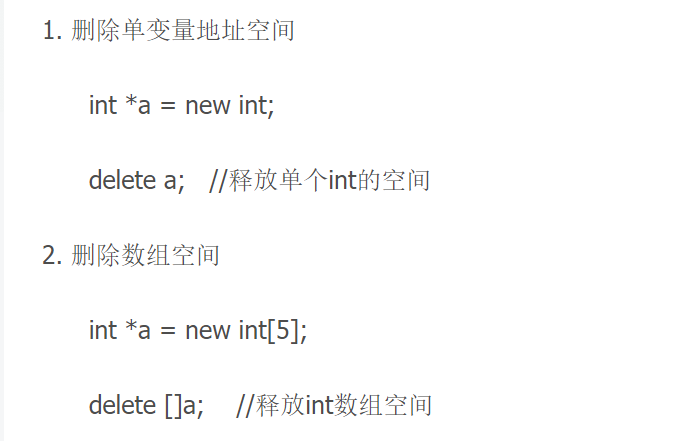 1. 删除单变量地址空间
int *a = new int;
delete a;   //释放单个int的空间
2. 删除数组空间
int *a = new int[5];
delete []a;    //释放int数组空间